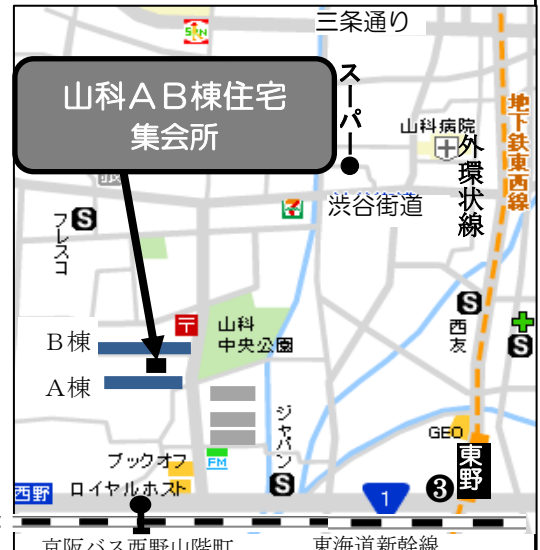 三条通り
山科ＡＢ棟住宅
集会所
スーパー
山科病院
外環状線
地下鉄東西線
渋谷街道
フレスコ
S
S
西友
S
〒
山科
中央公園
B棟
A棟
ジャパン
S
GEO
東野
❸
ブックオフ
FM
西野
ロイヤルホスト
1
京阪バス西野山階町
東海道新幹線